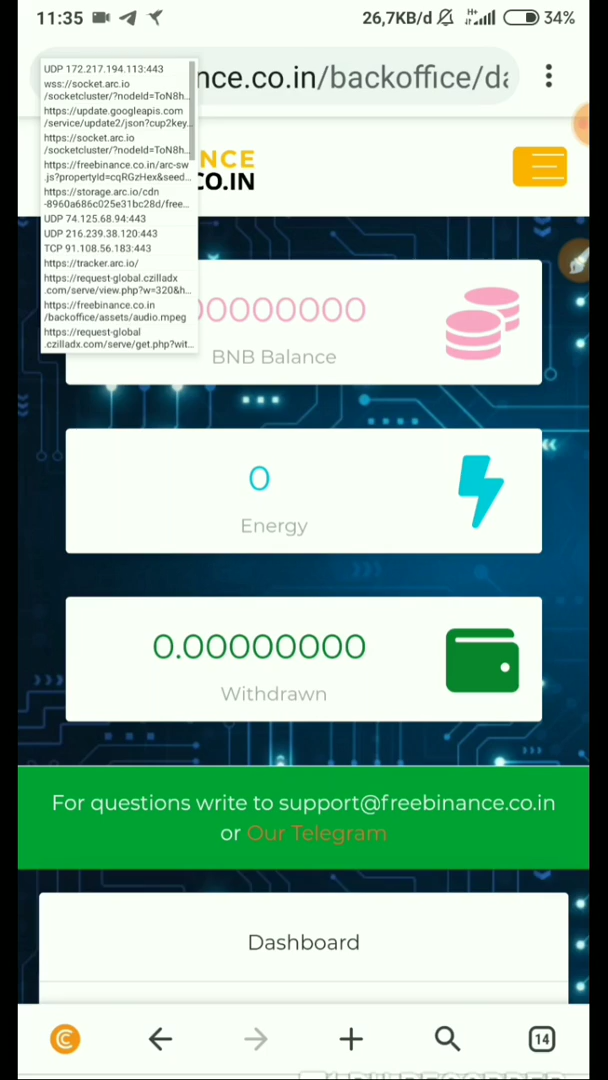 11:35 26,7KB/d H+ 34%
nce.co.in/backoffice/da
UDP 172.217.194.113:443
wss://socket.arc.io
/socketcluster/?nodeId=ToN8h...
https://update.googleapis.com
/service/update2/json?cup2key...
https://socket.arc.io
/socketcluster/?nodeId=ToN8h...
https://freebinance.co.in/arc-sw
.js?propertyId=cqRGzHex&seed...
https://storage.arc.io/cdn
-8960a686c025e31bc28d/free...
UDP 74.125.68.94:443
UDP 216.239.38.120:443
TCP 91.108.56.183:443
https://tracker.arc.io/
https://request-global.czilladx
.com/serve/view.php?w=320&h...
https://freebinance.co.in
/backoffice/assets/audio.mpeg
https://request-global
.czilladx.com/serve/get.php?wit...
NCE
CO.IN
00000000
BNB Balance
0
Energy
0.00000000
Withdrawn
For questions write to support@freebinance.co.in
or Our Telegram
Dashboard
14